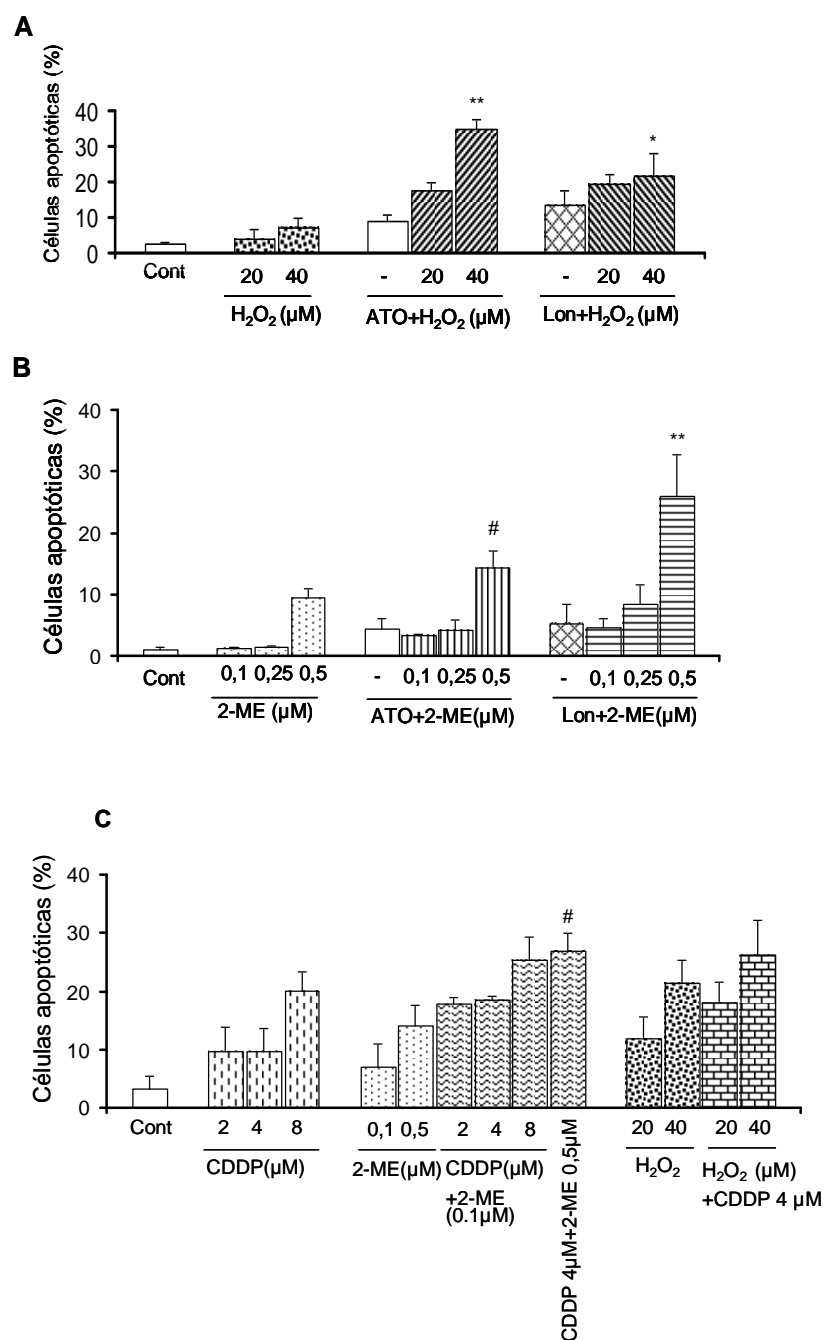 A
Células apoptóticas (%)
40
30
20
10
0
**
*
Cont
20 40
- 20 40
- 20 40
H₂O₂ (µM)
ATO+H₂O₂ (µM)
Lon+H₂O₂ (µM)
B
Células apoptóticas (%)
40
30
20
10
0
#
**
Cont
0,1 0,25 0,5
- 0,1 0,25 0,5
- 0,1 0,25 0,5
2-ME (µM)
ATO+2-ME(µM)
Lon+2-ME(µM)
C
Células apoptóticas (%)
40
30
20
10
0
#
Cont
2 4 8
0,1 0,5
2 4 8
CDDP 4µM+2-ME 0,5µM
20 40
20 40
CDDP(µM)
2-ME(µM)
CDDP(µM)
+2-ME
(0.1µM)
H₂O₂
H₂O₂ (µM)
+CDDP 4 µM